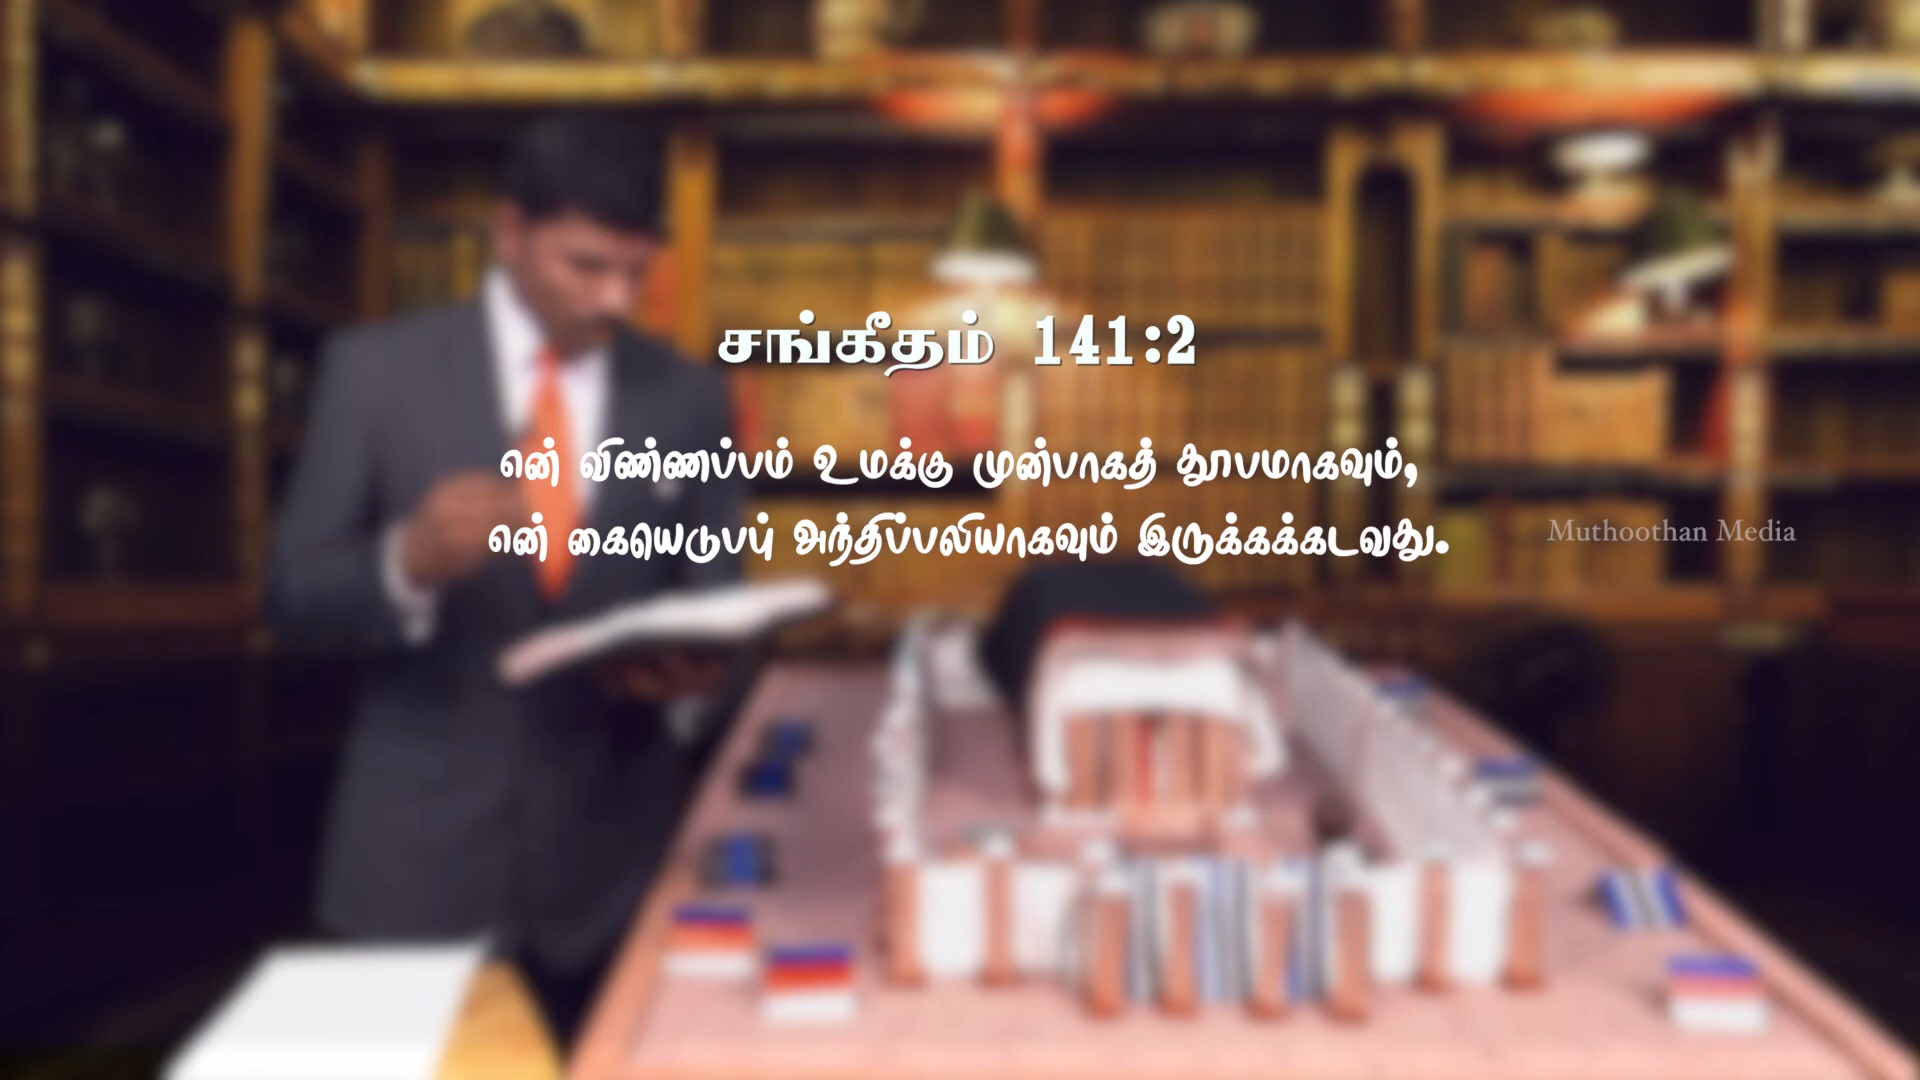 சங்கீதம் 141:2
என் விண்ணப்பம் உமக்கு முன்பாகத் தூபமாகவும்,
என் கையெடுபபு அந்திப்பலியாகவும் இருக்கக்கடவது.
Muthoothan Media